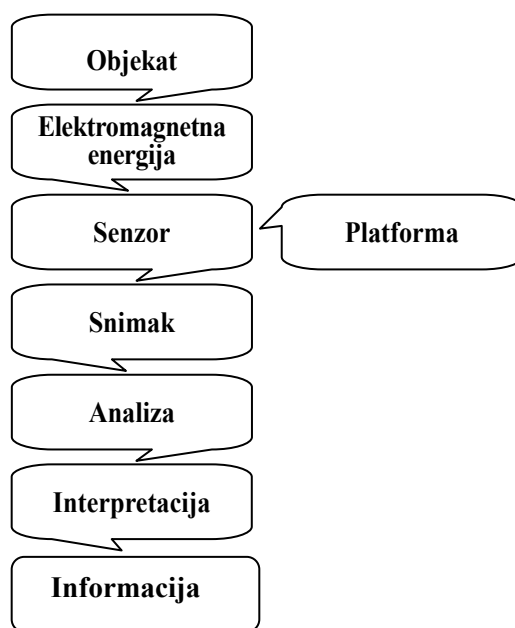 Objekat
Elektromagnetna
energija
Senzor
Platforma
Snimak
Analiza
Interpretacija
Informacija